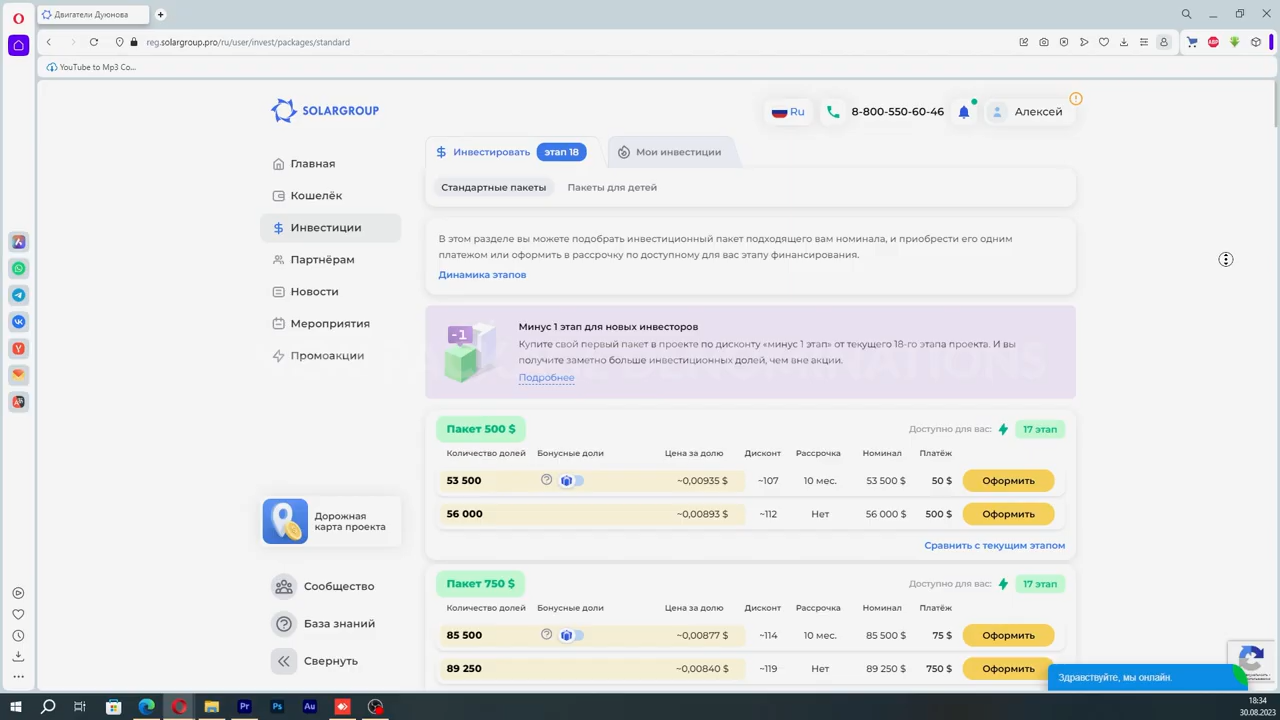 Двигатели Дуюнова
reg.solargroup.pro/ru/user/invest/packages/standard
YouTube to Mp3 Co...
SOLARGROUP
Ru
8-800-550-60-46
Алексей
Главная
Кошелёк
Инвестиции
Партнёрам
Новости
Мероприятия
Промоакции
Дорожная
карта проекта
Сообщество
База знаний
Свернуть
Инвестировать этап 18
Мои инвестиции
Стандартные пакеты Пакеты для детей
В этом разделе вы можете подобрать инвестиционный пакет подходящего вам номинала, и приобрести его одним
платежом или оформить в рассрочку по доступному для вас этапу финансирования.
Динамика этапов
-1
Минус 1 этап для новых инвесторов
Купите свой первый пакет в проекте по дисконту «минус 1 этап» от текущего 18-го этапа проекта. И вы
получите заметно больше инвестиционных долей, чем вне акции.
Подробнее
Пакет 500 $ Доступно для вас: 17 этап
Количество долей Бонусные доли Цена за долю Дисконт Рассрочка Номинал Платёж
53 500 ~0,00935 $ ~107 10 мес. 53 500 $ 50 $ Оформить
56 000 ~0,00893 $ ~112 Нет 56 000 $ 500 $ Оформить
Сравнить с текущим этапом
Пакет 750 $ Доступно для вас: 17 этап
Количество долей Бонусные доли Цена за долю Дисконт Рассрочка Номинал Платёж
85 500 ~0,00877 $ ~114 10 мес. 85 500 $ 75 $ Оформить
89 250 ~0,00840 $ ~119 Нет 89 250 $ 750 $ Оформить
Здравствуйте, мы онлайн.
18:34
30.08.2023